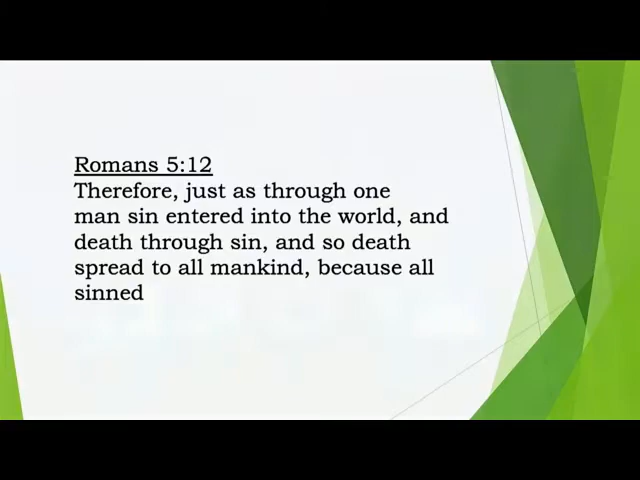 Romans 5:12
Therefore, just as through one
man sin entered into the world, and
death through sin, and so death
spread to all mankind, because all
sinned